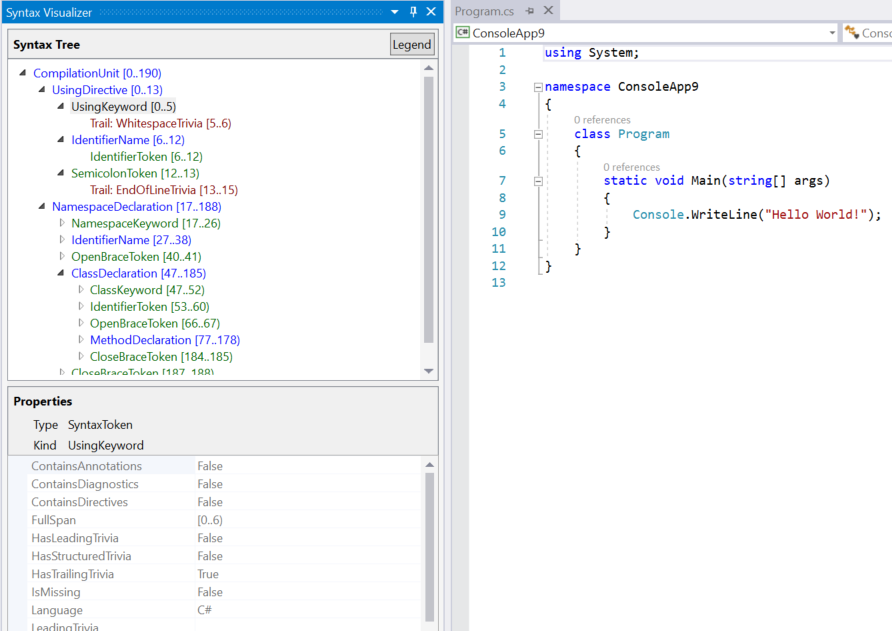 Syntax Visualizer
Syntax Tree
Legend
CompilationUnit [0..190)
UsingDirective [0..13)
UsingKeyword [0..5)
Trail: WhitespaceTrivia [5..6)
IdentifierName [6..12)
IdentifierToken [6..12)
SemicolonToken [12..13)
Trail: EndOfLineTrivia [13..15)
NamespaceDeclaration [17..188)
NamespaceKeyword [17..26)
IdentifierName [27..38)
OpenBraceToken [40..41)
ClassDeclaration [47..185)
ClassKeyword [47..52)
IdentifierToken [53..60)
OpenBraceToken [66..67)
MethodDeclaration [77..178)
CloseBraceToken [184..185)
CloseBraceToken [187..188)
Properties
Type SyntaxToken
Kind UsingKeyword
ContainsAnnotations False
ContainsDiagnostics False
ContainsDirectives False
FullSpan [0..6)
HasLeadingTrivia False
HasStructuredTrivia False
HasTrailingTrivia True
IsMissing False
Language C#
LeadingTrivia
Program.cs
C# ConsoleApp9
Conso
1 using System;
2
3 namespace ConsoleApp9
4 {
0 references
5 class Program
6 {
0 references
7 static void Main(string[] args)
8 {
9 Console.WriteLine("Hello World!");
10 }
11 }
12 }
13